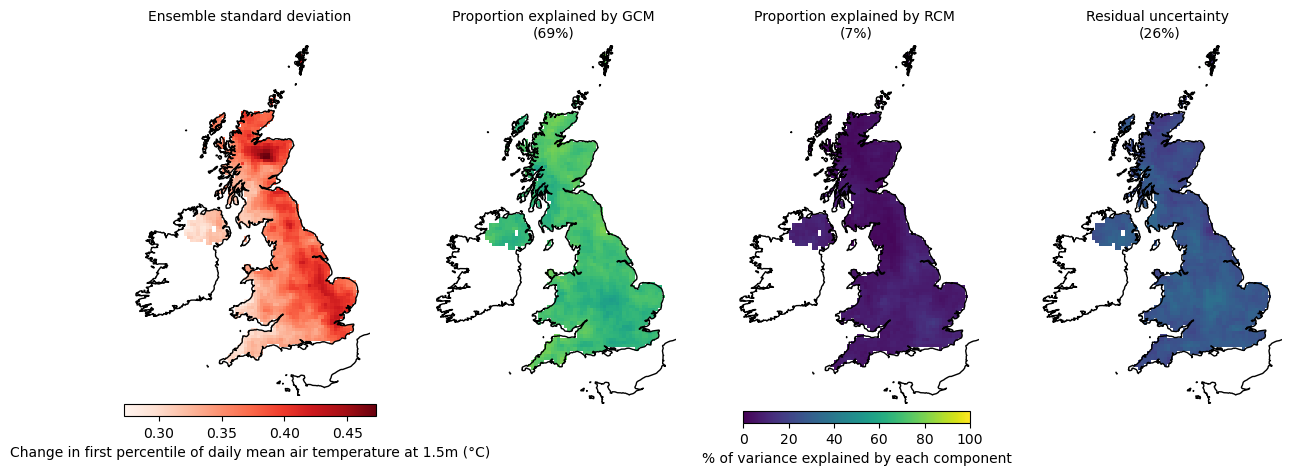 Ensemble standard deviation
Proportion explained by GCM
(69%)
Proportion explained by RCM
(7%)
Residual uncertainty
(26%)
0.30 0.35 0.40 0.45
Change in first percentile of daily mean air temperature at 1.5m (°C)
0 20 40 60 80 100
% of variance explained by each component